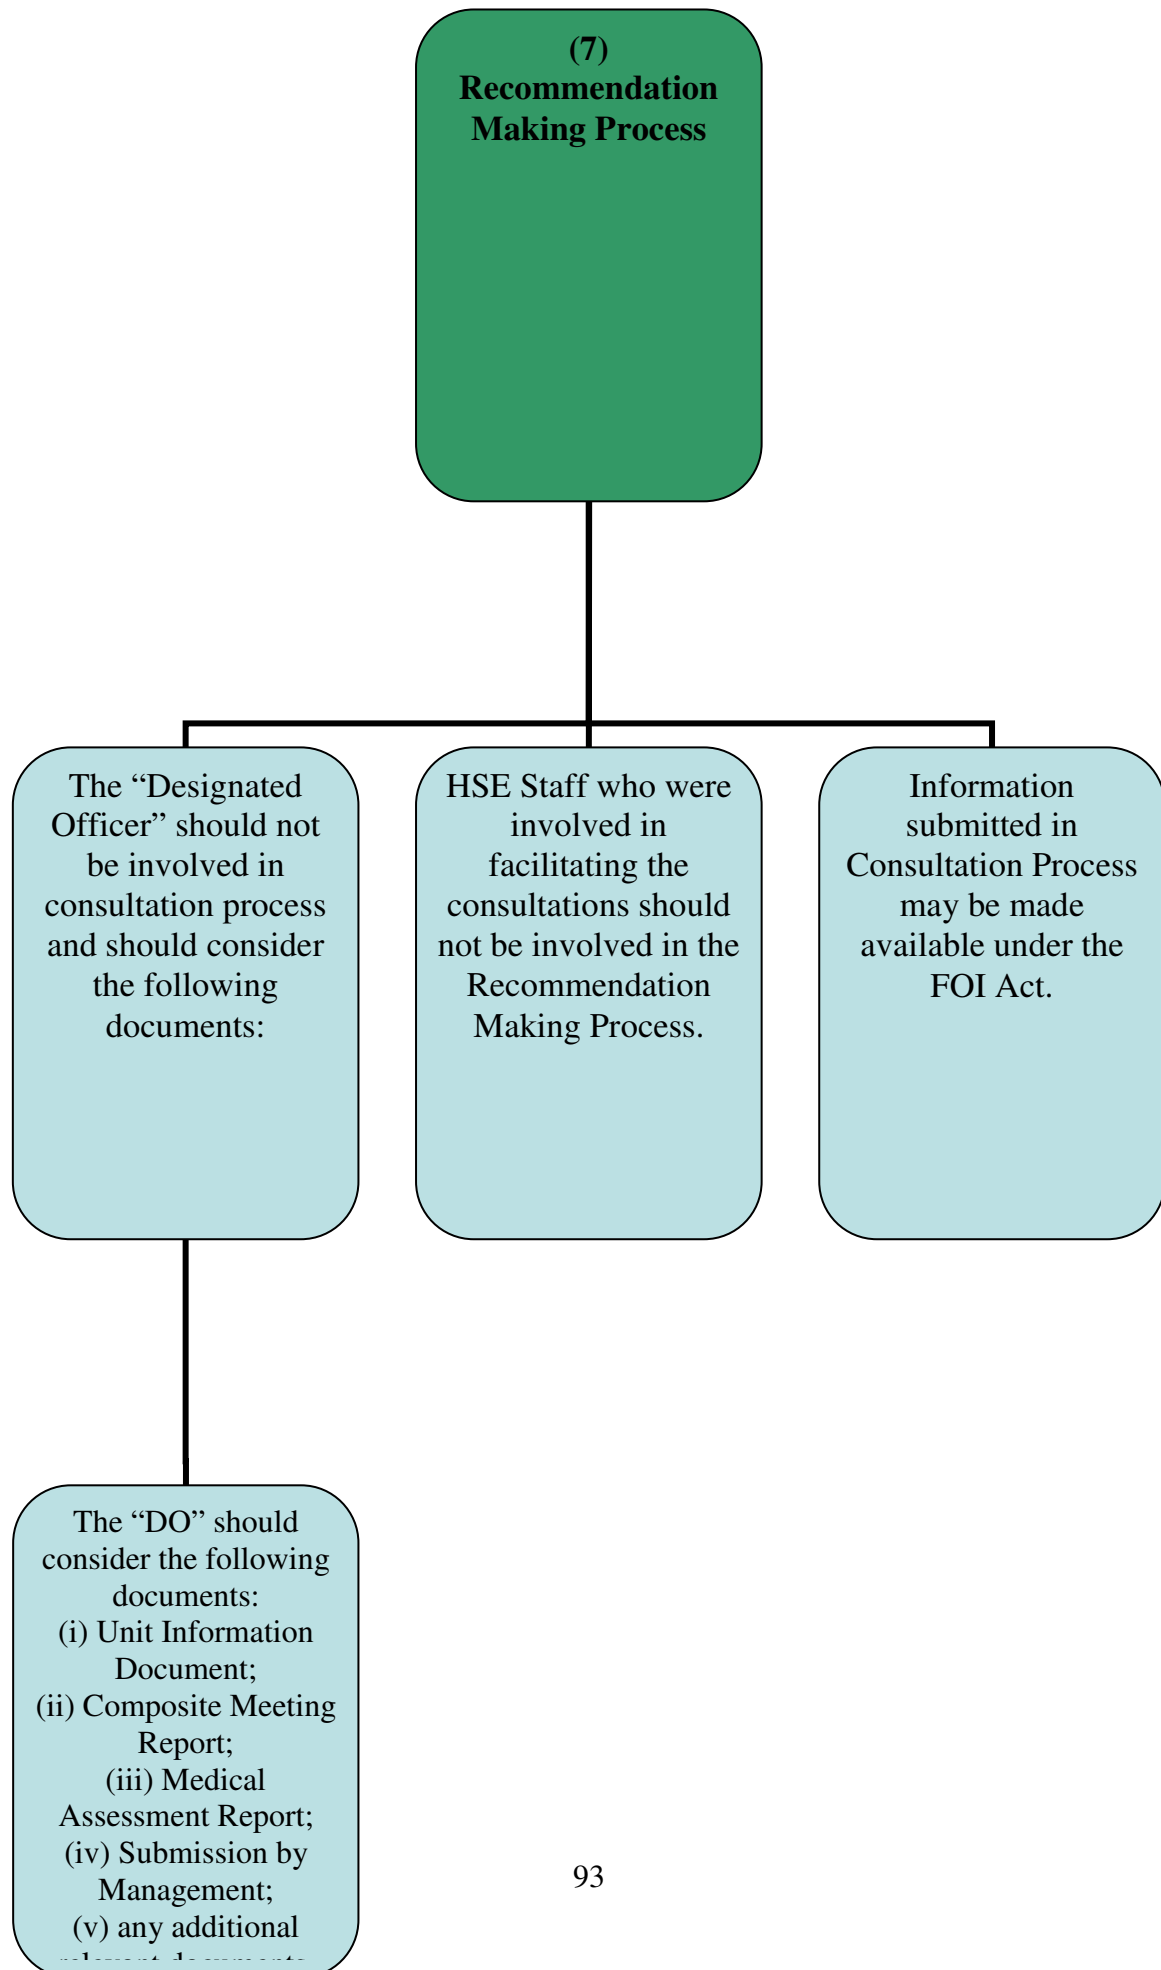 (7)
Recommendation
Making Process
The “Designated
Officer” should not
be involved in
consultation process
and should consider
the following
documents:
HSE Staff who were
involved in
facilitating the
consultations should
not be involved in the
Recommendation
Making Process.
Information
submitted in
Consultation Process
may be made
available under the
FOI Act.
The “DO” should
consider the following
documents:
(i) Unit Information
Document;
(ii) Composite Meeting
Report;
(iii) Medical
Assessment Report;
(iv) Submission by
Management;
(v) any additional
relevant documents
93